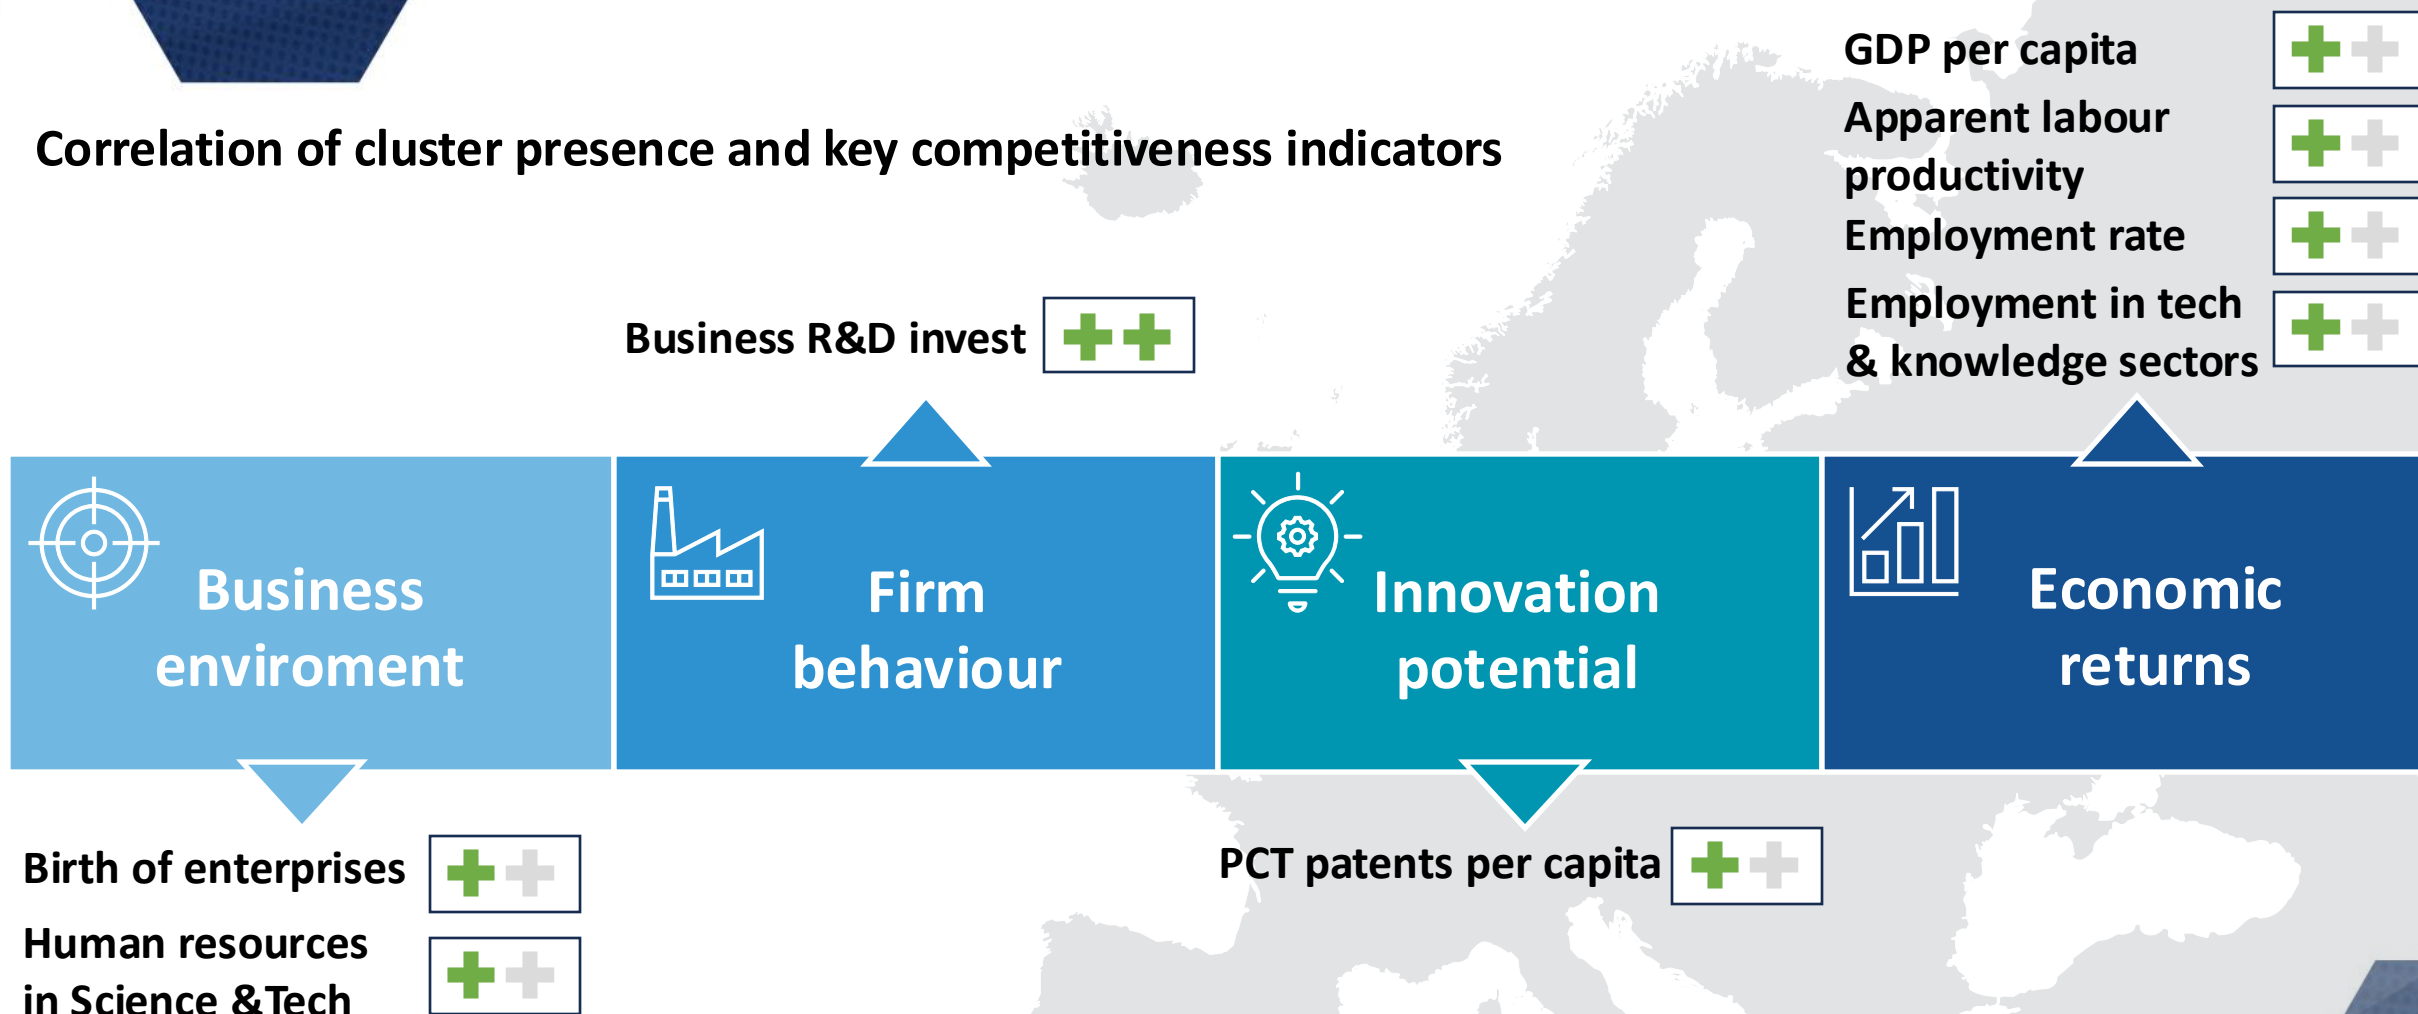 GDP per capita
Apparent labour
productivity
Employment rate
Employment in tech
& knowledge sectors
Correlation of cluster presence and key competitiveness indicators
Business R&D invest
Business
enviroment
Firm
behaviour
Innovation
potential
Economic
returns
Birth of enterprises
Human resources
in Science &Tech
PCT patents per capita